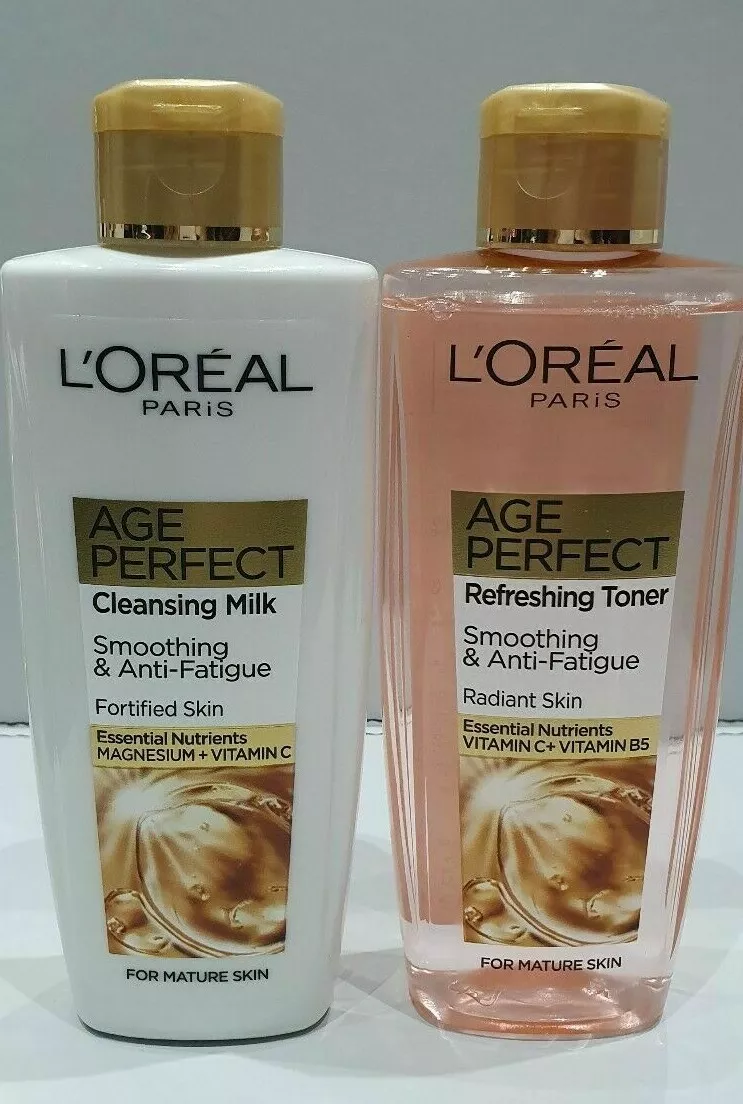 L'ORÉAL
PARiS
AGE
PERFECT
Cleansing Milk
Smoothing
& Anti-Fatigue
Fortified Skin
Essential Nutrients
MAGNESIUM + VITAMIN C
FOR MATURE SKIN
L'ORÉAL
PARiS
AGE
PERFECT
Refreshing Toner
Smoothing
& Anti-Fatigue
Radiant Skin
Essential Nutrients
VITAMIN C+ VITAMIN B5
FOR MATURE SKIN